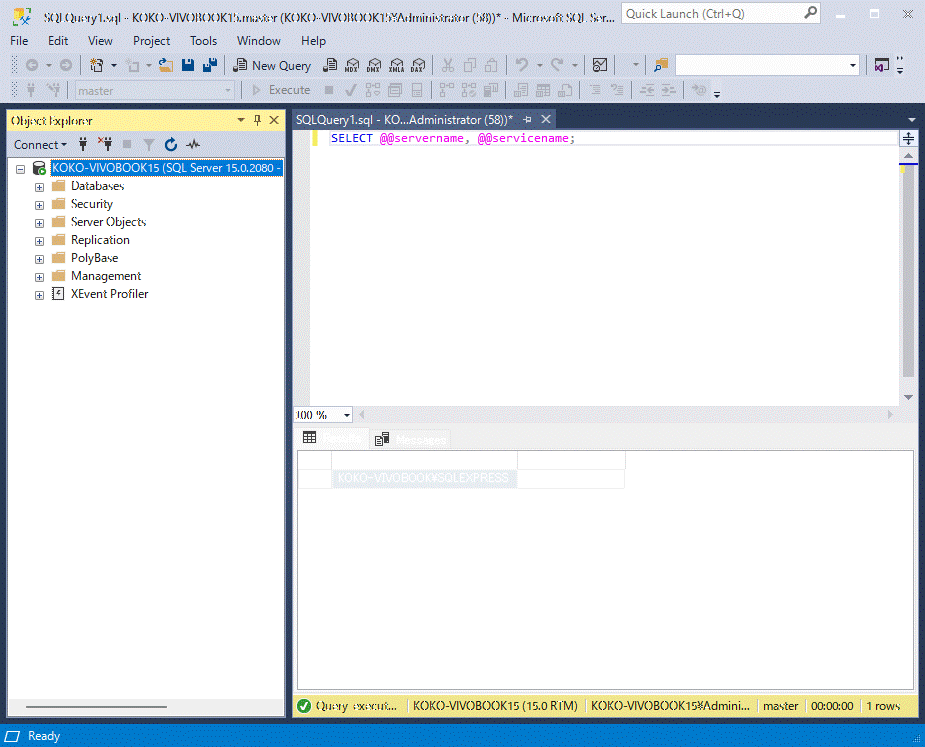 SQLQuery1.sql - KOKO-VIVOBOOK15.master (KOKO-VIVOBOOK15¥Administrator (58))* - Microsoft SQL Ser...
Quick Launch (Ctrl+Q)
File Edit View Project Tools Window Help
New Query MDX DMX XMLA DAX
master Execute
Object Explorer
SQLQuery1.sql - KO...Administrator (58))*
Connect
SELECT @@servername, @@servicename;
KOKO-VIVOBOOK15 (SQL Server 15.0.2080 -
Databases
Security
Server Objects
Replication
PolyBase
Management
XEvent Profiler
100 %
Results Messages
KOKO-VIVOBOOK¥SQLEXPRESS
Query execut... KOKO-VIVOBOOK15 (15.0 RTM) KOKO-VIVOBOOK15¥Admini... master 00:00:00 1 rows
Ready